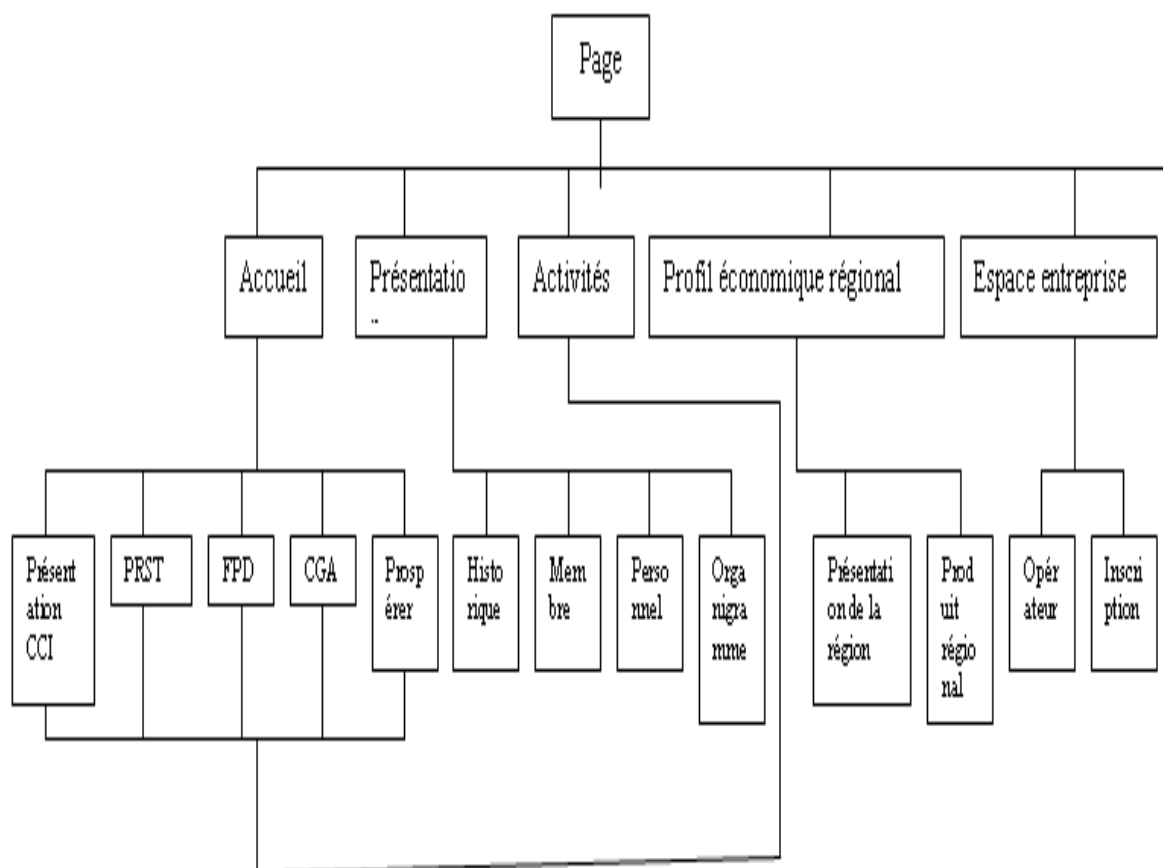 Page
Accueil
Présentatio
..
Activités
Profil économique régional
Espace entreprise
Présent
ation
CCI
PRST
FPD
CGA
Prosp
érer
Histo
rique
Mem
bre
Perso
nnel
Orga
nigra
mme
Présentati
on de la
région
Prod
uit
régio
nal
Opér
ateur
Inscri
ption